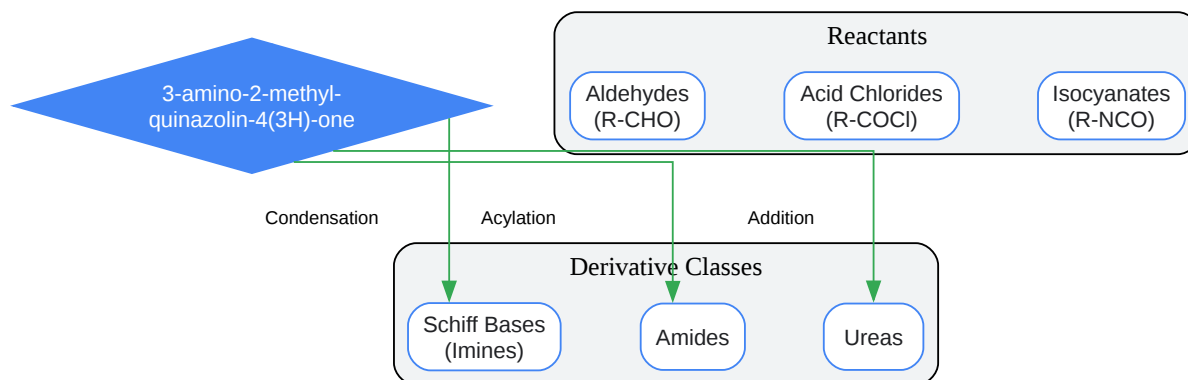 3-amino-2-methyl-
quinazolin-4(3H)-one
Reactants
Aldehydes
(R-CHO)
Acid Chlorides
(R-COCl)
Isocyanates
(R-NCO)
Condensation
Acylation
Addition
Derivative Classes
Schiff Bases
(Imines)
Amides
Ureas